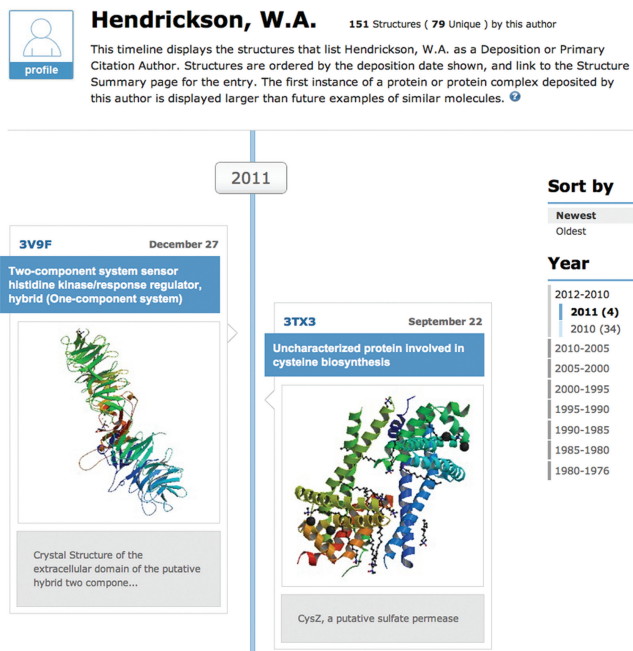 Hendrickson, W.A.
151 Structures ( 79 Unique ) by this author
This timeline displays the structures that list Hendrickson, W.A. as a Deposition or Primary
Citation Author. Structures are ordered by the deposition date shown, and link to the Structure
Summary page for the entry. The first instance of a protein or protein complex deposited by
this author is displayed larger than future examples of similar molecules. ?
profile
2011
3V9F December 27
Two-component system sensor
histidine kinase/response regulator,
hybrid (One-component system)
Crystal Structure of the
extracellular domain of the putative
hybrid two compone...
3TX3 September 22
Uncharacterized protein involved in
cysteine biosynthesis
CysZ, a putative sulfate permease
Sort by
Newest
Oldest
Year
2012-2010
2011 (4)
2010 (34)
2010-2005
2005-2000
2000-1995
1995-1990
1990-1985
1985-1980
1980-1976